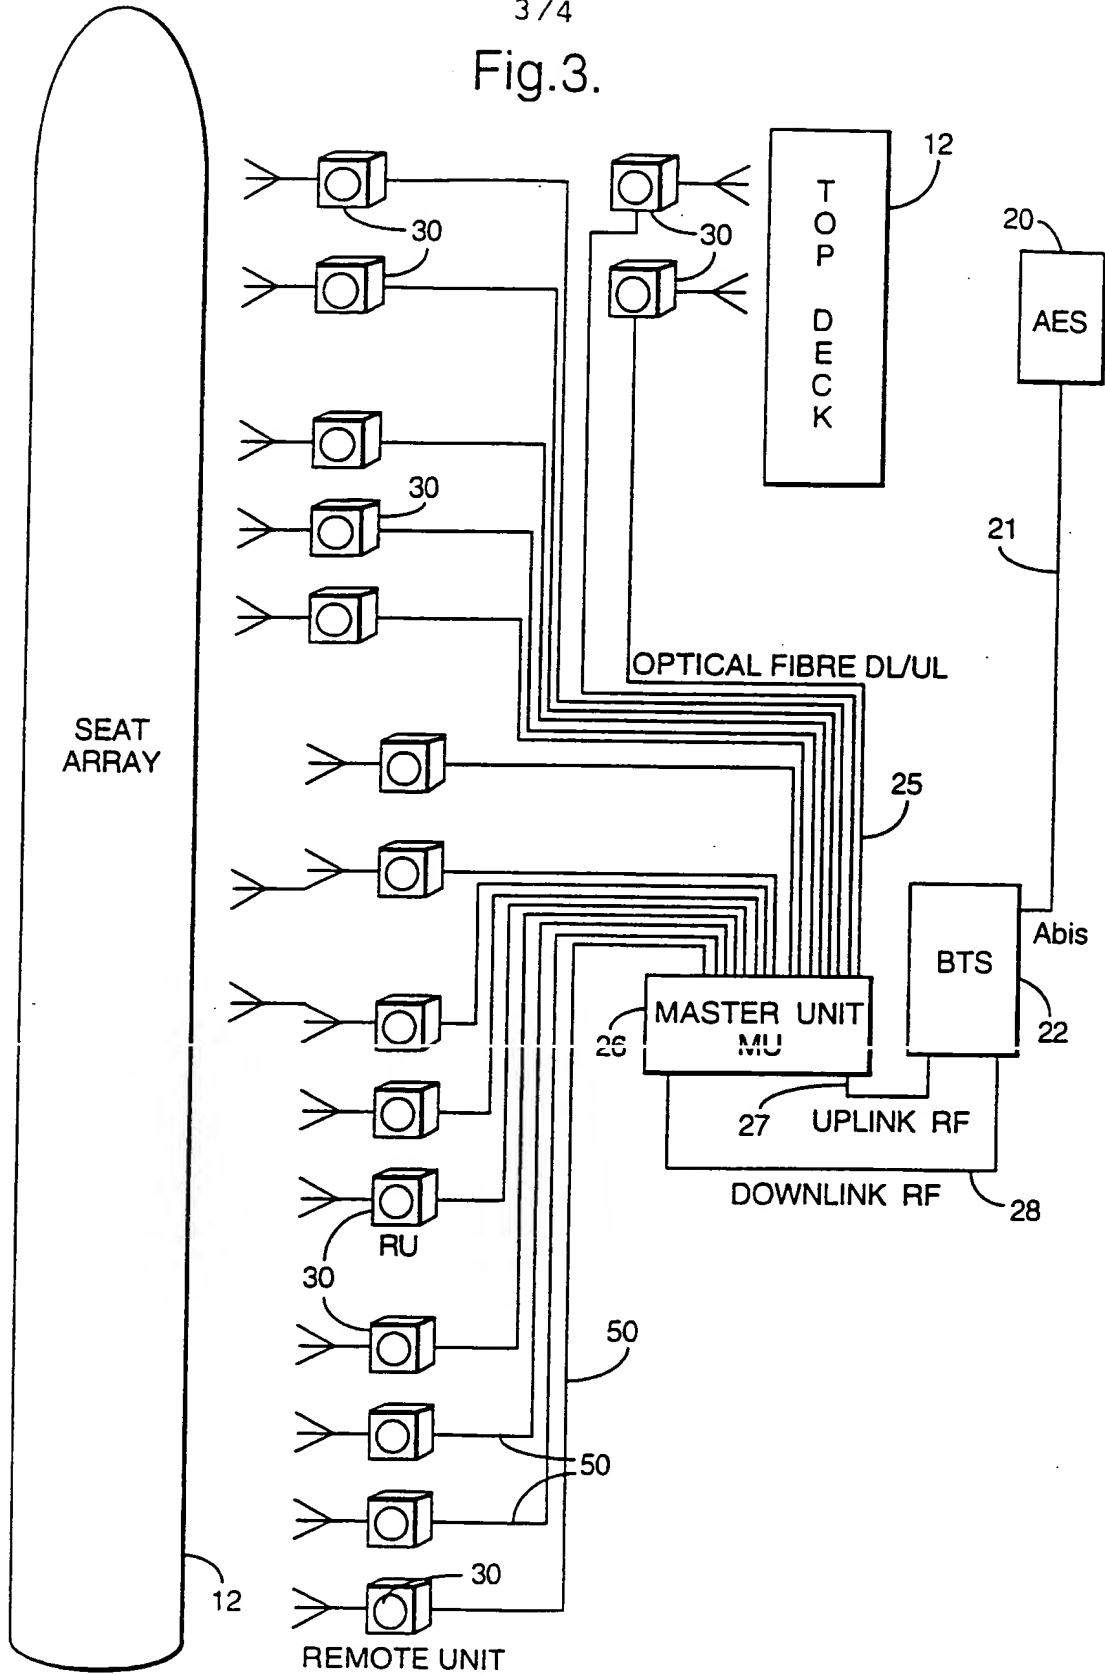 3/4
Fig.3.
12
20
30
30
TOP DECK
AES
30
21
OPTICAL FIBRE DL/UL
SEAT
ARRAY
25
Abis
BTS
MASTER UNIT
MU
26
22
27
UPLINK RF
DOWNLINK RF
28
RU
30
50
50
30
12
REMOTE UNIT